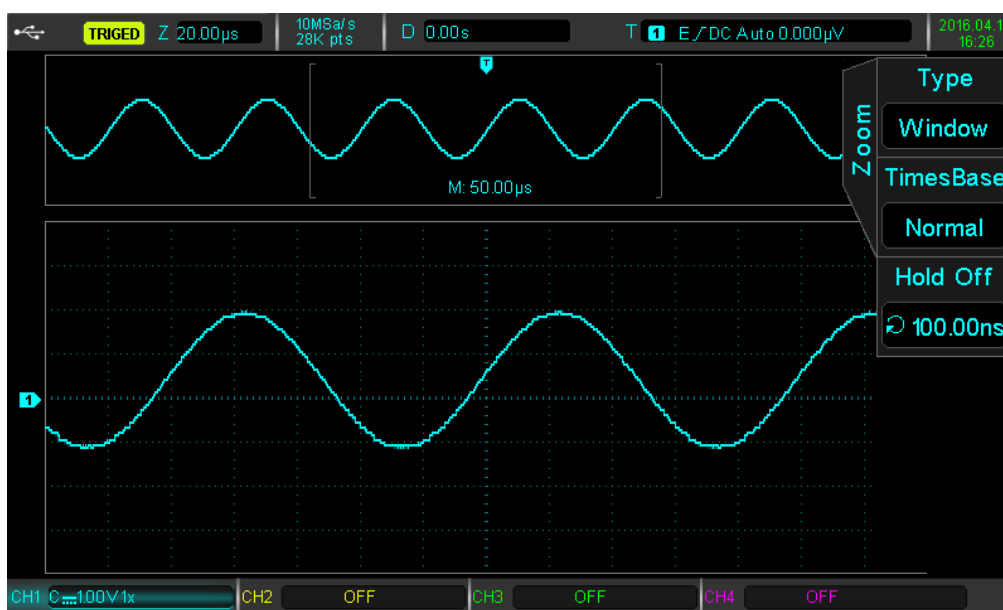 TRIGED Z 20.00µs 10MSa/s 28K pts D 0.00s T 1 E DC Auto 0.000µV 2016.04.1 16:26
T
M: 50.00µs
Zoom
Type
Window
TimesBase
Normal
Hold Off
100.00ns
1
CH1 C 1.00V 1x CH2 OFF CH3 OFF CH4 OFF